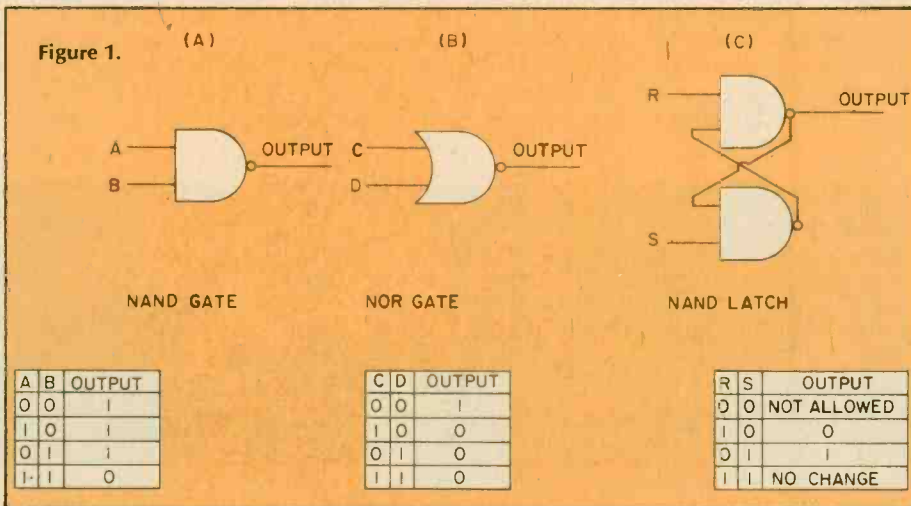 Figure 1.
(A)
(B)
(C)
A
B
OUTPUT
C
D
OUTPUT
R
S
OUTPUT
NAND GATE
NOR GATE
NAND LATCH
A B OUTPUT
0 0 1
1 0 1
0 1 1
1 1 0
C D OUTPUT
0 0 1
1 0 0
0 1 0
1 1 0
R S OUTPUT
0 0 NOT ALLOWED
1 0 0
0 1 1
1 1 NO CHANGE